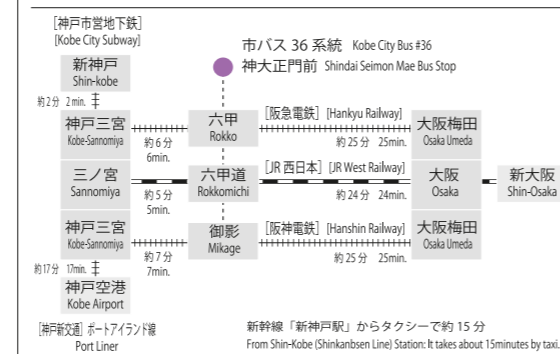 ［神戸市営地下鉄］
[Kobe City Subway]
市バス 36 系統 Kobe City Bus #36
神大正門前 Shindai Seimon Mae Bus Stop
新神戸
Shin-kobe
約2分 2min.
神戸三宮
Kobe-Sannomiya
約６分
6min.
六甲
Rokko
［阪急電鉄］ [Hankyu Railway]
約 25 分 25min.
大阪梅田
Osaka Umeda
三ノ宮
Sannomiya
約５分
5min.
六甲道
Rokkomichi
［JR 西日本］ [JR West Railway]
約 24 分 24min.
大阪
Osaka
新大阪
Shin-Osaka
神戸三宮
Kobe-Sannomiya
約７分
7min.
御影
Mikage
［阪神電鉄］ [Hanshin Railway]
約 25 分 25min.
大阪梅田
Osaka Umeda
約17分 17min.
神戸空港
Kobe Airport
［神戸新交通］ポートアイランド線
Port Liner
新幹線「新神戸駅」からタクシーで約 15 分
From Shin-Kobe (Shinkanbsen Line) Station: It takes about 15minutes by taxi.